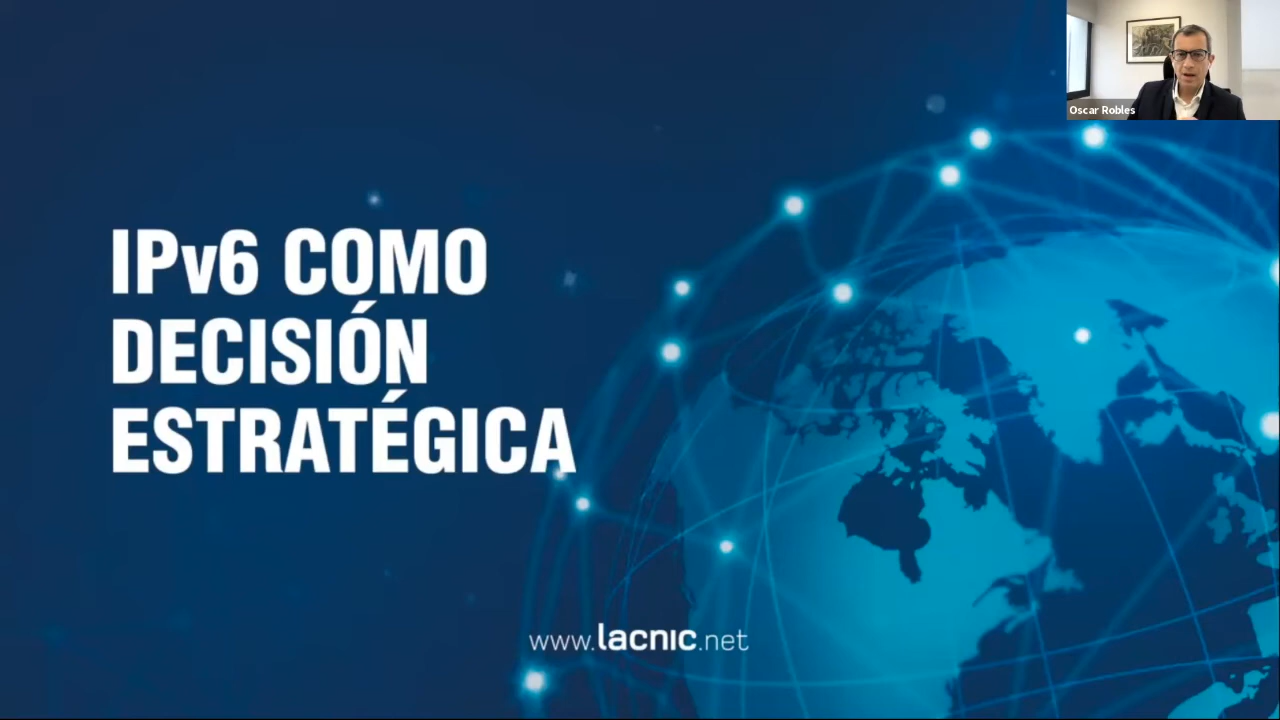 Oscar Robles
IPv6 COMO
DECISIÓN
ESTRATÉGICA
www.lacnic.net